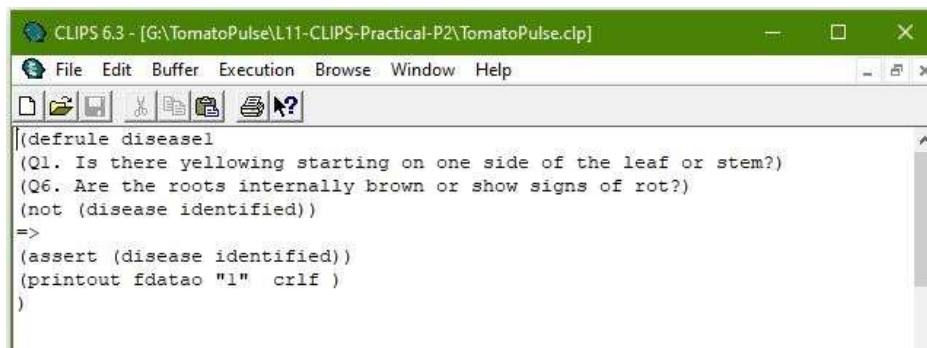 CLIPS 6.3 - [G:\TomatoPulse\L11-CLIPS-Practical-P2\TomatoPulse.clp]
File Edit Buffer Execution Browse Window Help
(defrule disease1
(Q1. Is there yellowing starting on one side of the leaf or stem?)
(Q6. Are the roots internally brown or show signs of rot?)
(not (disease identified))
=>
(assert (disease identified))
(printout fdatao "1" crlf )
)